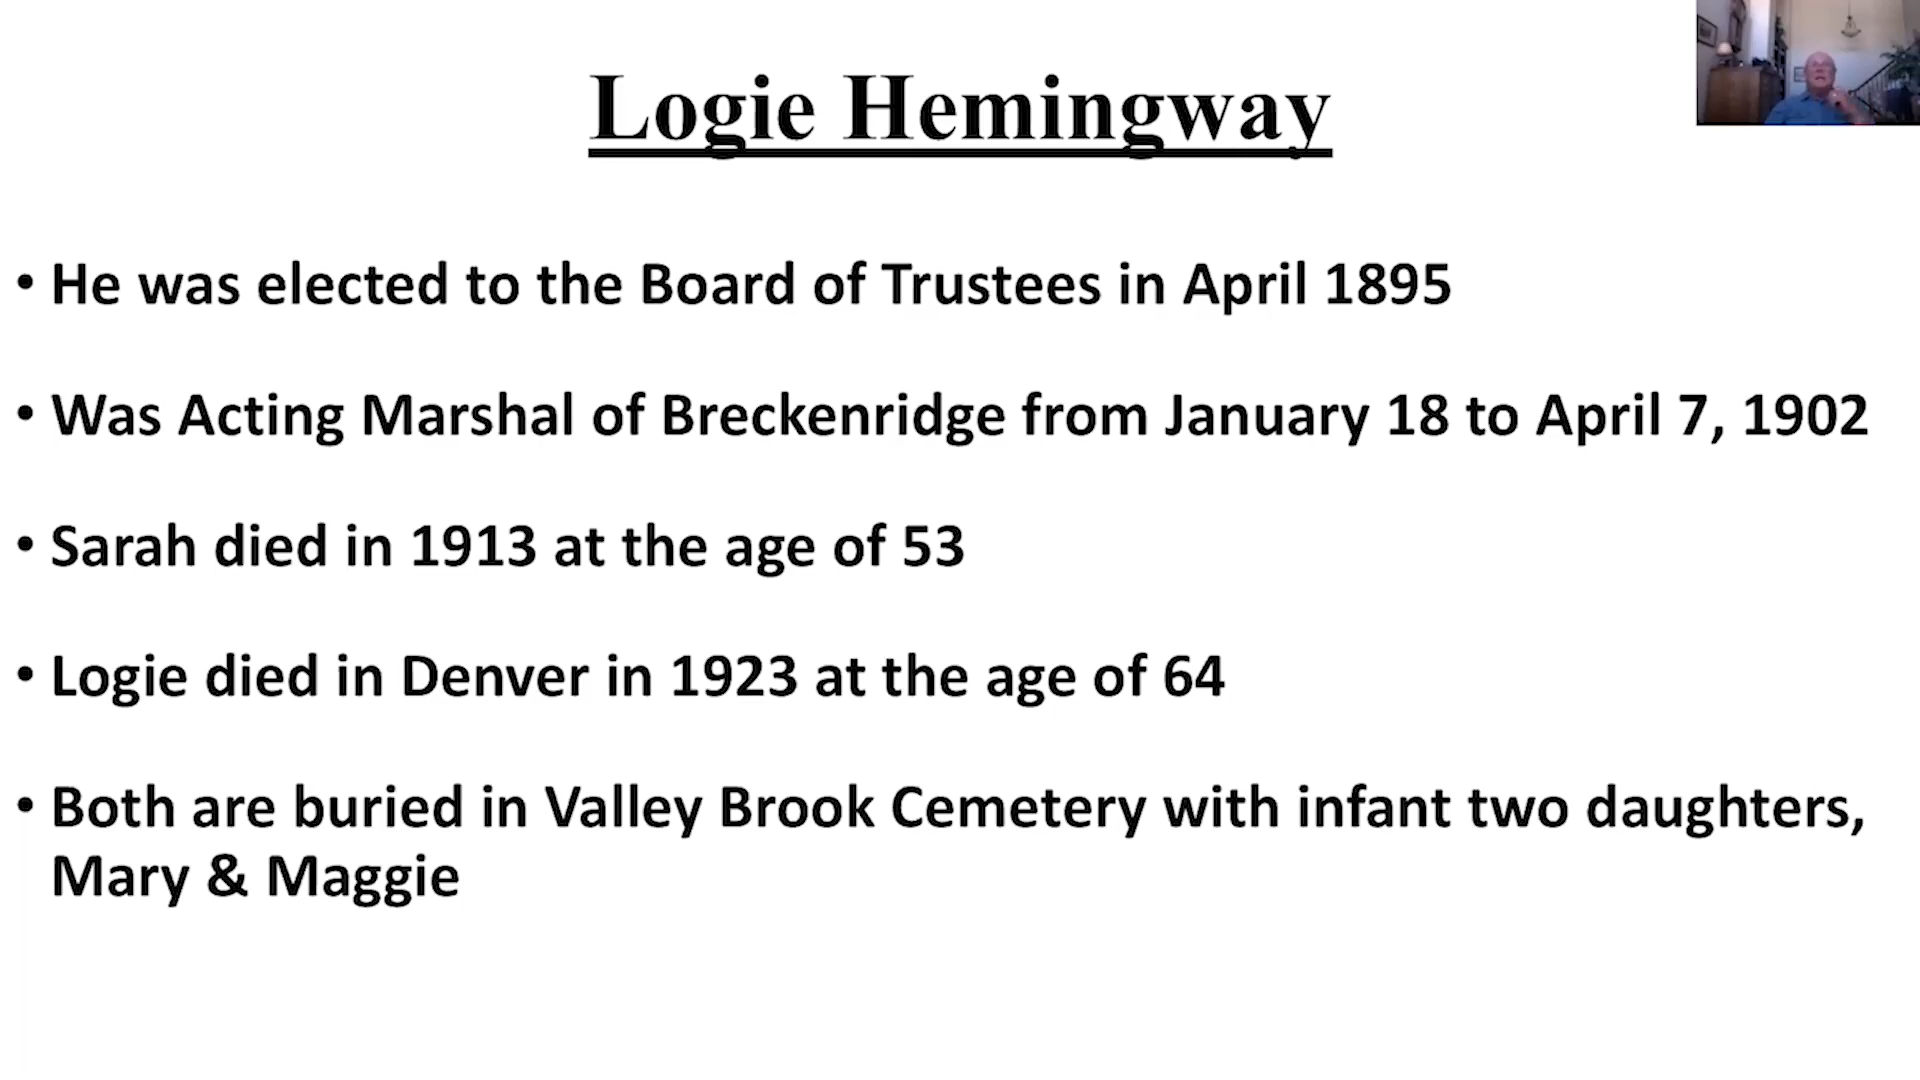 Logie Hemingway
• He was elected to the Board of Trustees in April 1895
• Was Acting Marshal of Breckenridge from January 18 to April 7, 1902
• Sarah died in 1913 at the age of 53
• Logie died in Denver in 1923 at the age of 64
• Both are buried in Valley Brook Cemetery with infant two daughters,
Mary & Maggie